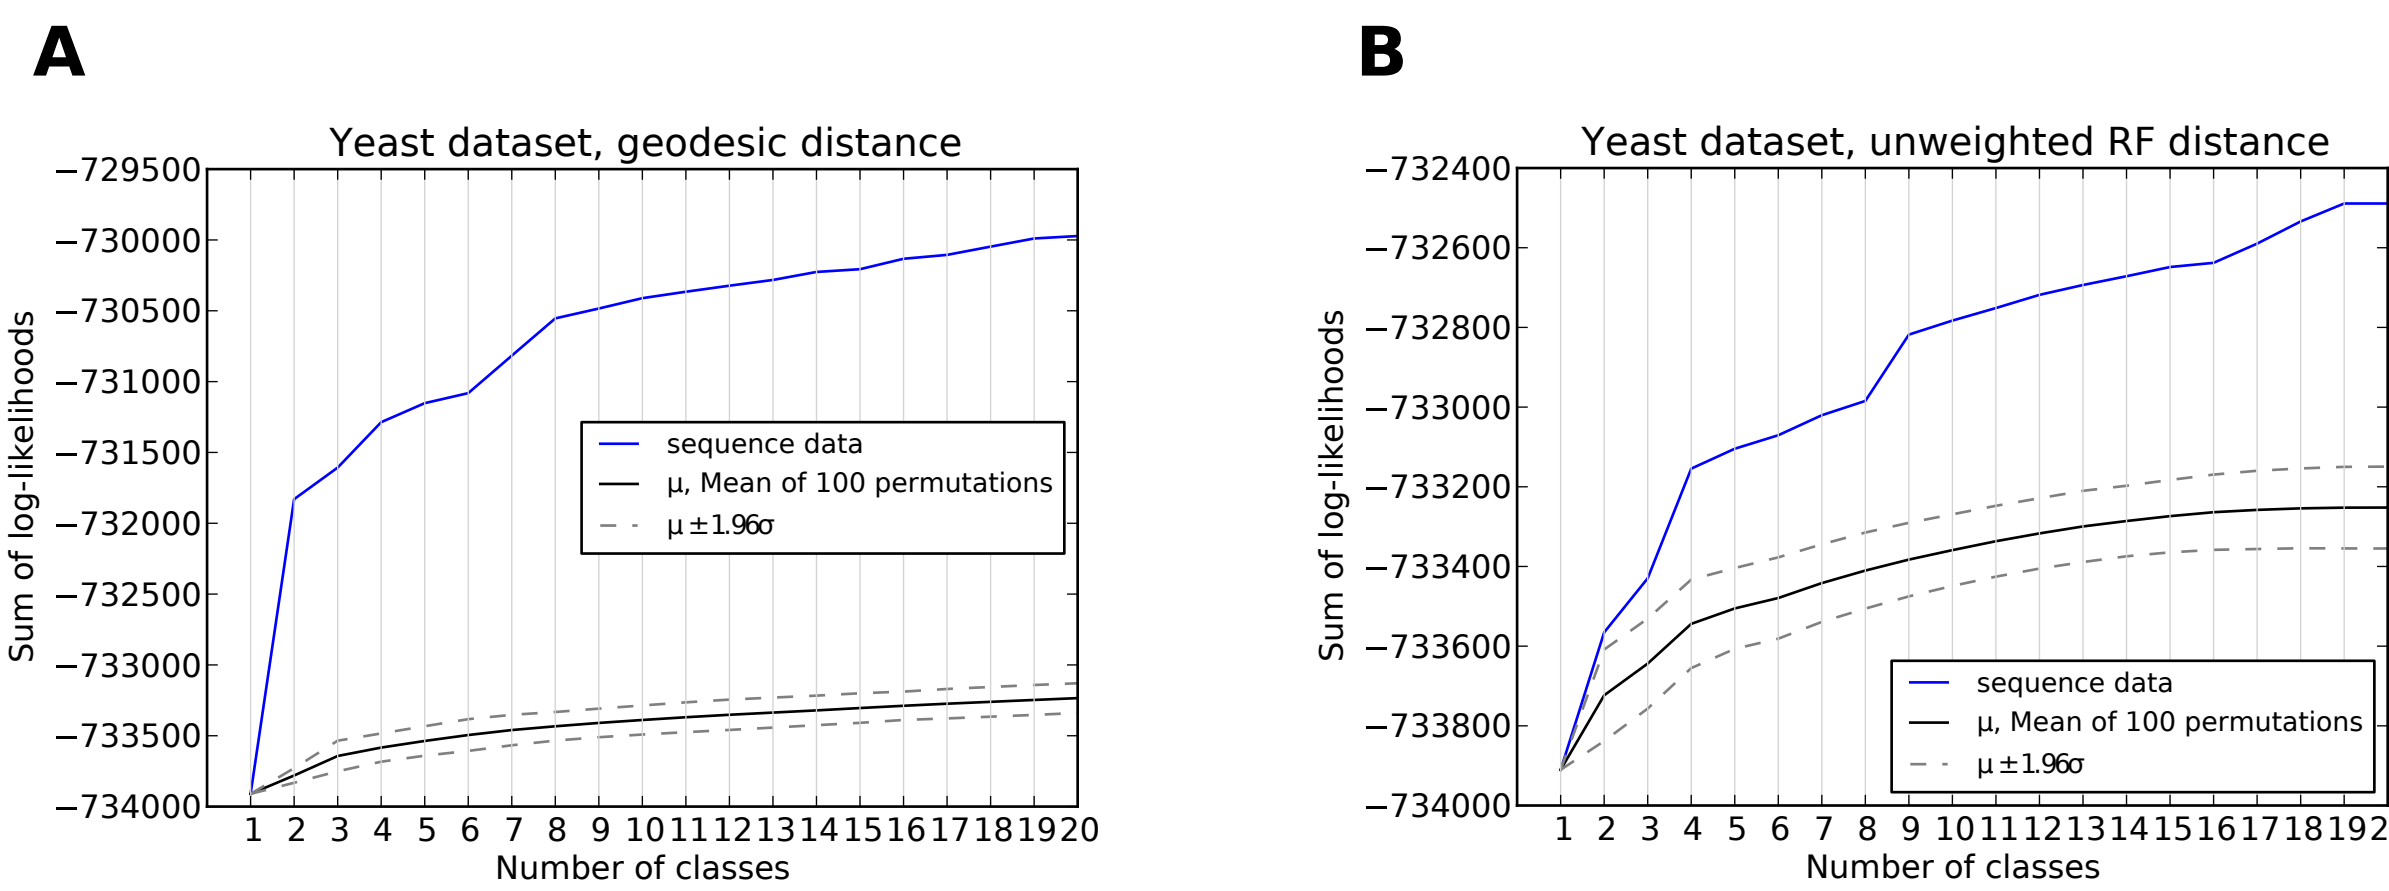 A
Yeast dataset, geodesic distance
−729500
−730000
−730500
−731000
−731500
−732000
−732500
−733000
−733500
−734000
Sum of log-likelihoods
sequence data
μ, Mean of 100 permutations
μ ± 1.96σ
1 2 3 4 5 6 7 8 9 10 11 12 13 14 15 16 17 18 19 20
Number of classes
B
Yeast dataset, unweighted RF distance
−732400
−732600
−732800
−733000
−733200
−733400
−733600
−733800
−734000
Sum of log-likelihoods
sequence data
μ, Mean of 100 permutations
μ ± 1.96σ
1 2 3 4 5 6 7 8 9 10 11 12 13 14 15 16 17 18 19 2
Number of classes